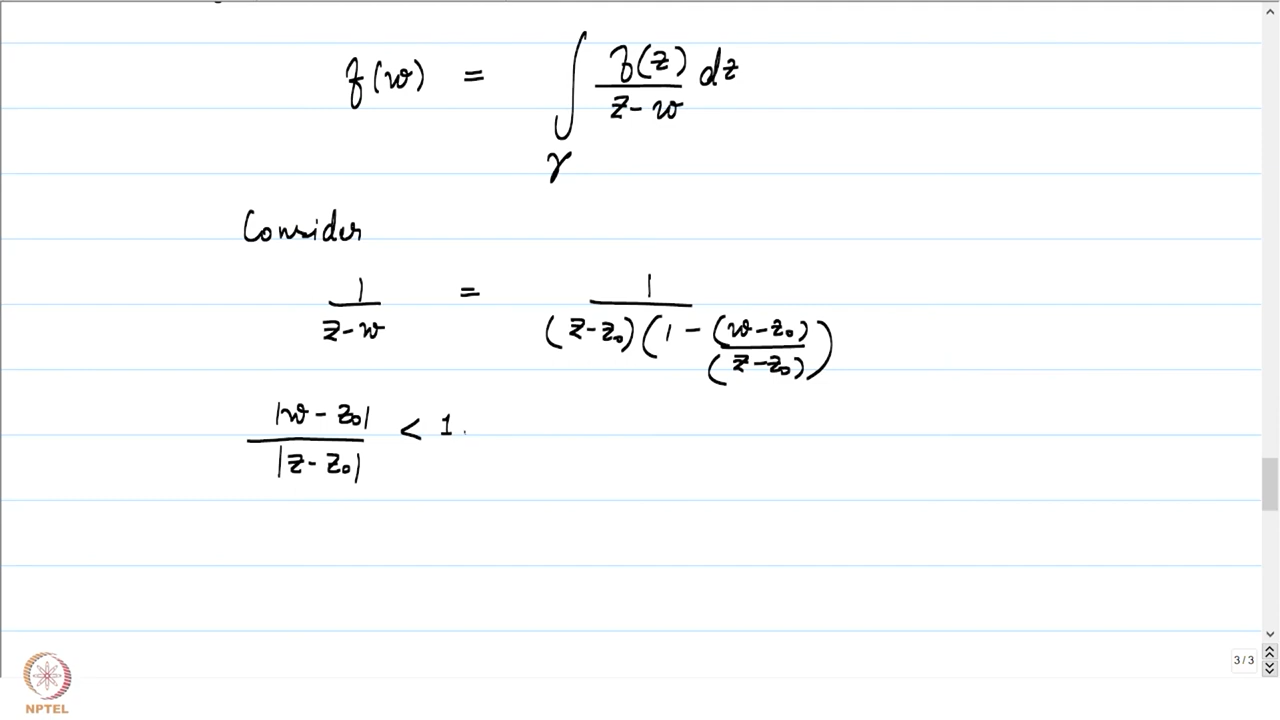 f(w) = ∫_γ f(z)/(z-w) dz
Consider
1/(z-w) = 1/((z-z₀)(1 - (w-z₀)/(z-z₀)))
|w-z₀|/|z-z₀| < 1.
3 / 3
NPTEL